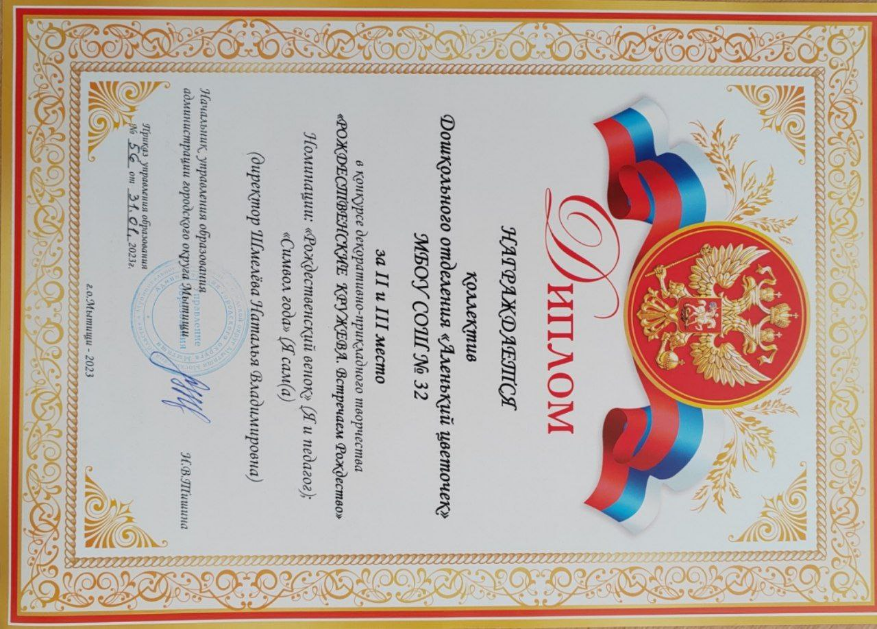 ДИПЛОМ
НАГРАЖДАЕТСЯ
коллектив
Дошкольного отделения «Аленький цветочек»
МБОУ СОШ № 32
за II и III место
в конкурсе декоративно-прикладного творчества
«РОЖДЕСТВЕНСКИЕ КРУЖЕВА. Встречаем Рождество»
Номинации: «Рождественский венок» (Я и педагог);
«Символ года» (Я сам(а)
(директор Шмелёва Наталья Владимировна)
Начальник управления образования
администрации городского округа Мытищи Н.В.Тишина
Приказ управления образования
№ 56 от 31.01.2023г.
г.о.Мытищи - 2023